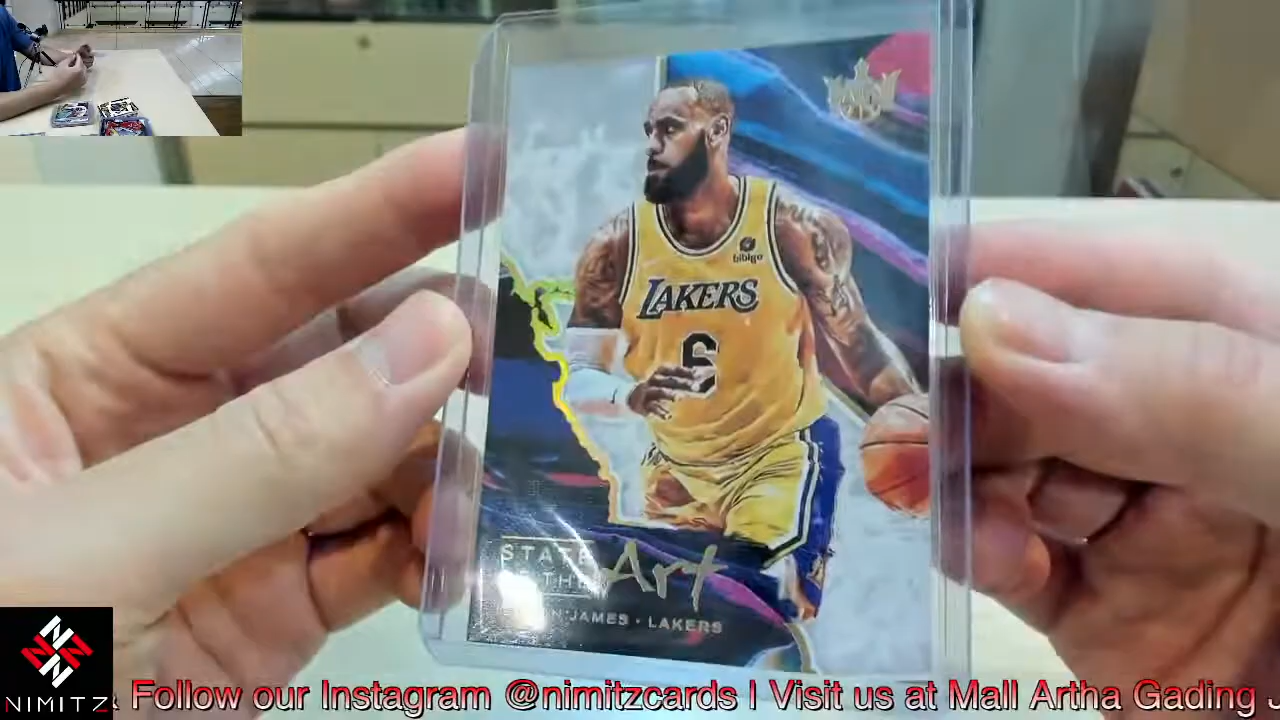 bibigo
LAKERS
6
STATE
Art
JAMES · LAKERS
NIMITZ
Follow our Instagram @nimitzcards | Visit us at Mall Artha Gading